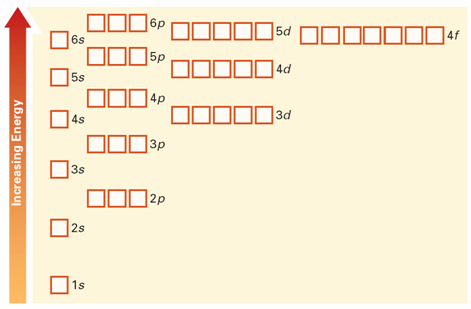 6p
5d
4f
6s
5p
4d
5s
4p
3d
4s
3p
3s
2p
2s
1s
Increasing Energy